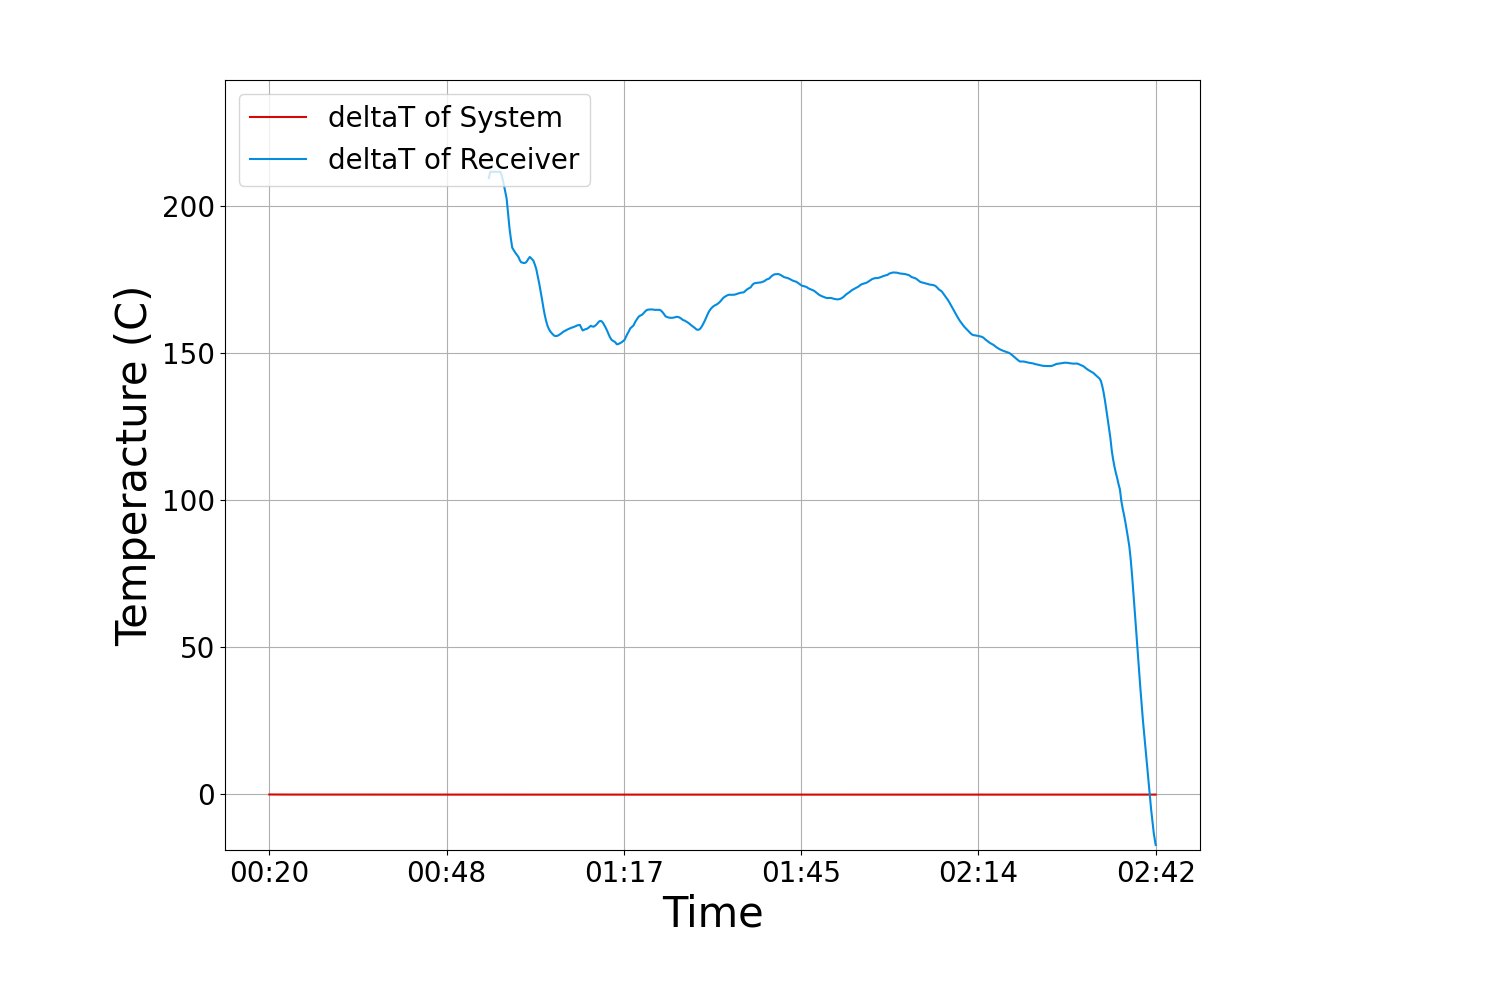 deltaT of System
deltaT of Receiver
200
150
100
50
0
Temperacture (C)
00:20 00:48 01:17 01:45 02:14 02:42
Time